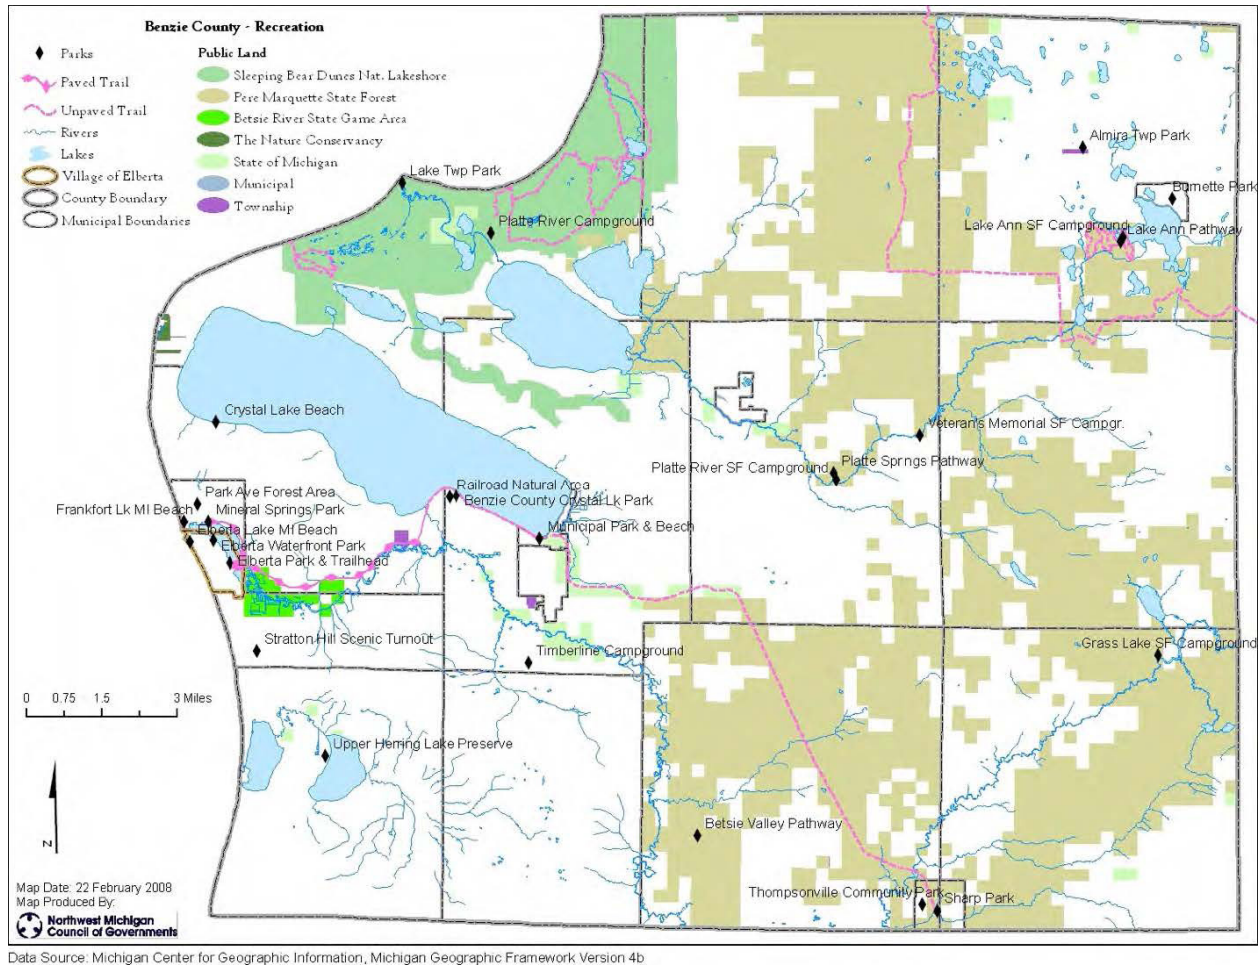 Benzie County - Recreation
Parks
Paved Trail
Unpaved Trail
Rivers
Lakes
Village of Elberta
County Boundary
Municipal Boundaries
Public Land
Sleeping Bear Dunes Nat. Lakeshore
Pere Marquette State Forest
Betsie River State Game Area
The Nature Conservancy
State of Michigan
Municipal
Township
Almira Twp Park
Lake Twp Park
Burnette Park
Platte River Campground
Lake Ann SF Campground
Lake Ann Pathway
Crystal Lake Beach
Veteran's Memorial SF Campgr.
Platte River SF Campground
Platte Sprngs Pathway
Railroad Natural Area
Benzie County Crystal Lk Park
Park Ave Forest Area
Frankfort Lk MI Beach
Mineral Springs Park
Municipal Park & Beach
Elberta Lake MI Beach
Elberta Waterfront Park
Elberta Park & Trailhead
Stratton Hill Scenic Turnout
Timberline Campground
Grass Lake SF Campground
0 0.75 1.5 3 Miles
Upper Herring Lake Preserve
N
Betsie Valley Pathway
Thompsonville Community Park
Sharp Park
Map Date: 22 February 2008
Map Produced By:
Northwest Michigan
Council of Governments
Data Source: Michigan Center for Geographic Information, Michigan Geographic Framework Version 4b